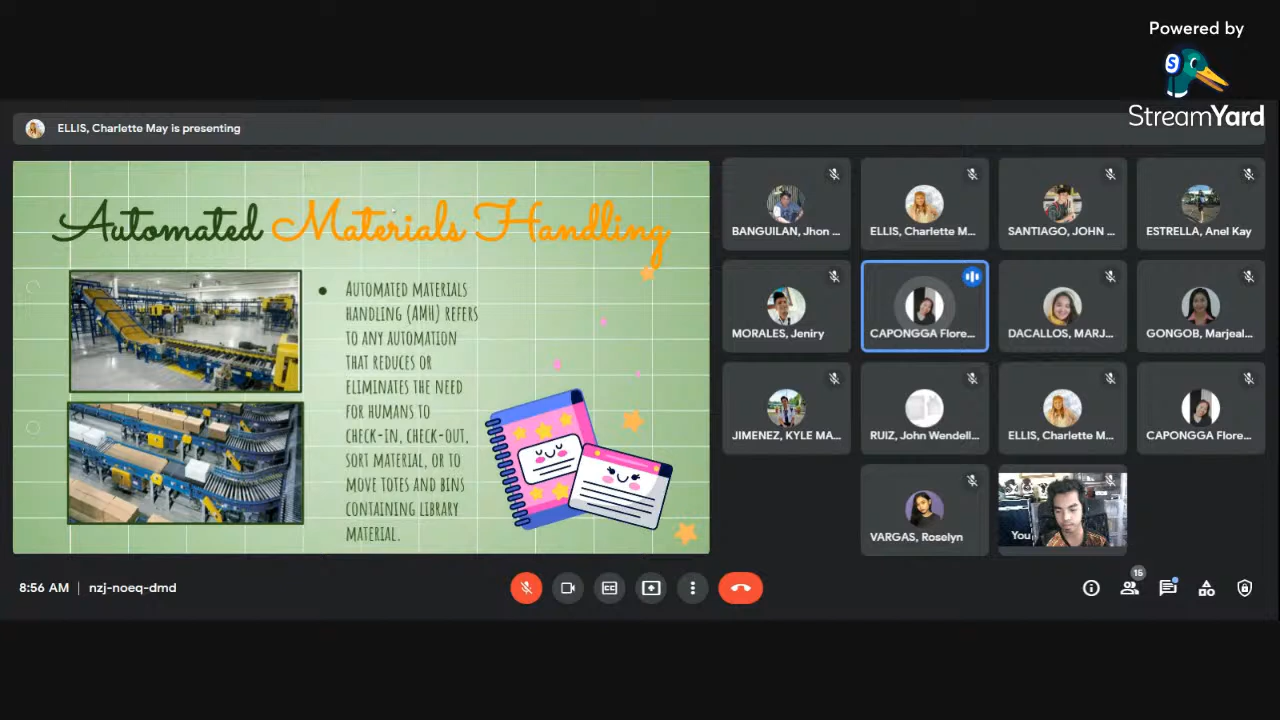 Powered by
S
StreamYard
ELLIS, Charlette May is presenting
Automated Materials Handling
AUTOMATED MATERIALS
HANDLING (AMH) REFERS
TO ANY AUTOMATION
THAT REDUCES OR
ELIMINATES THE NEED
FOR HUMANS TO
CHECK-IN, CHECK-OUT,
SORT MATERIAL, OR TO
MOVE TOTES AND BINS
CONTAINING LIBRARY
MATERIAL.
BANGUILAN, Jhon ...
ELLIS, Charlette M...
SANTIAGO, JOHN ...
ESTRELLA, Anel Kay
MORALES, Jeniry
CAPONGGA Flore...
DACALLOS, MARJ...
GONGOB, Marjeal...
JIMENEZ, KYLE MA...
RUIZ, John Wendell...
ELLIS, Charlette M...
CAPONGGA Flore...
VARGAS, Roselyn
You
8:56 AM | nzj-noeq-dmd
CC
15